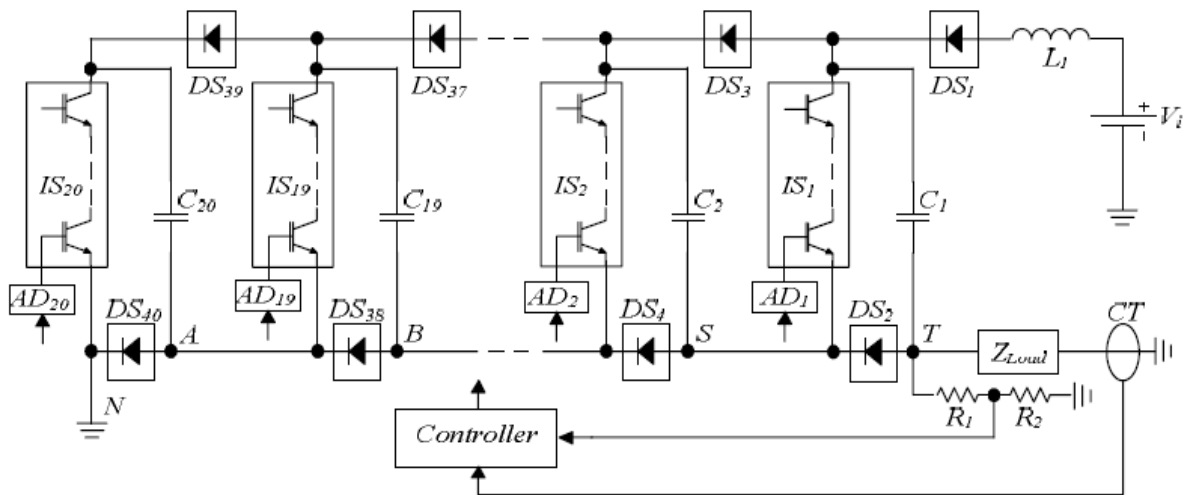 DS39 DS37 DS3 DS1 L1
Vi + -
IS20 C20 IS19 C19 IS2 C2 IS1 C1
AD20 DS40 A AD19 DS38 B AD2 DS4 S AD1 DS2 T CT
ZLoad
N
R1 R2
Controller